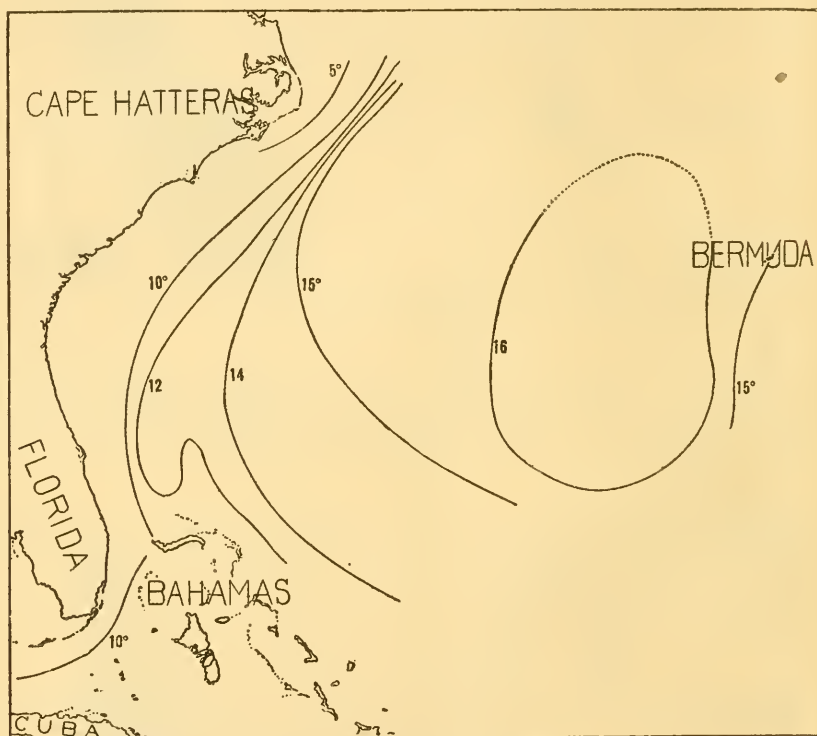 5°
CAPE HATTERAS
BERMUDA
10°
15°
16
12
14
15°
FLORIDA
BAHAMAS
10°
CUBA